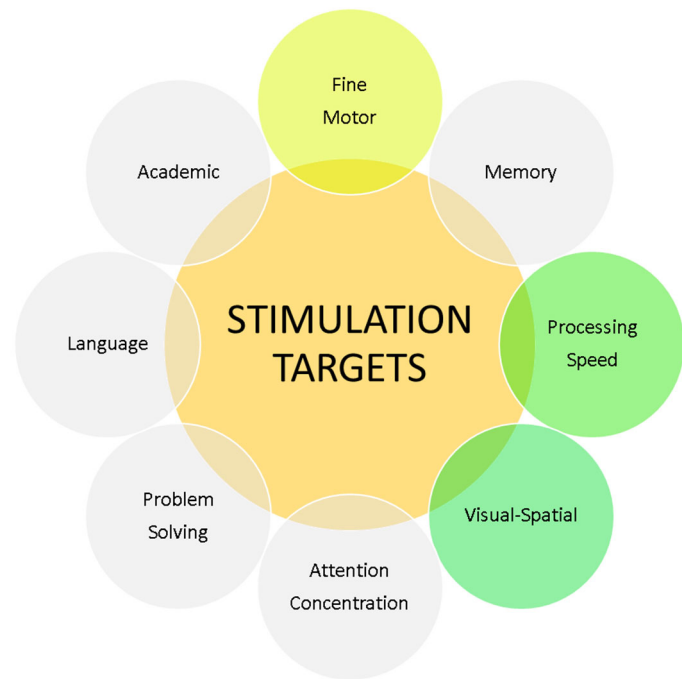 Fine
Motor
Memory
Processing
Speed
Visual-Spatial
Attention
Concentration
Problem
Solving
Language
Academic
STIMULATION
TARGETS